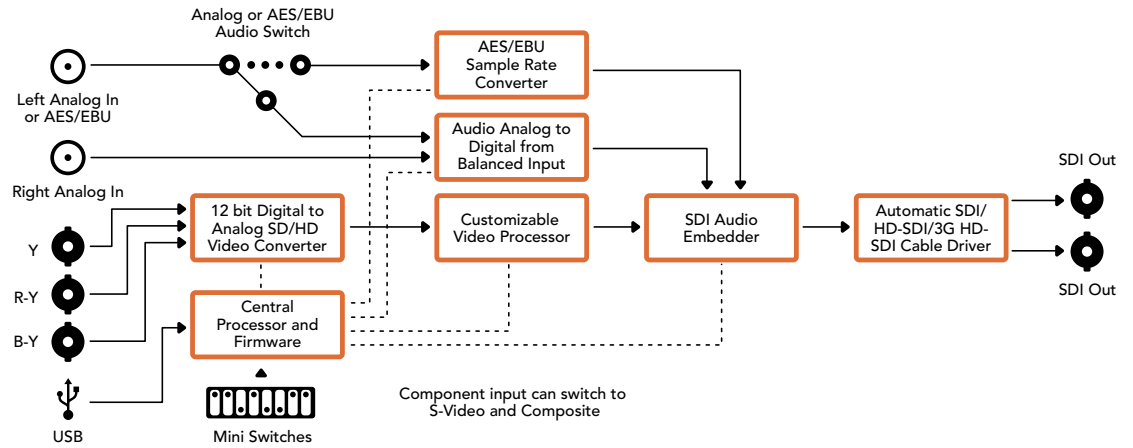 Analog or AES/EBU
Audio Switch
Left Analog In
or AES/EBU
Right Analog In
AES/EBU
Sample Rate
Converter
Audio Analog to
Digital from
Balanced Input
12 bit Digital to
Analog SD/HD
Video Converter
Customizable
Video Processor
SDI Audio
Embedder
Automatic SDI/
HD-SDI/3G HD-
SDI Cable Driver
SDI Out
SDI Out
Y
R-Y
B-Y
USB
Central
Processor and
Firmware
Mini Switches
Component input can switch to
S-Video and Composite